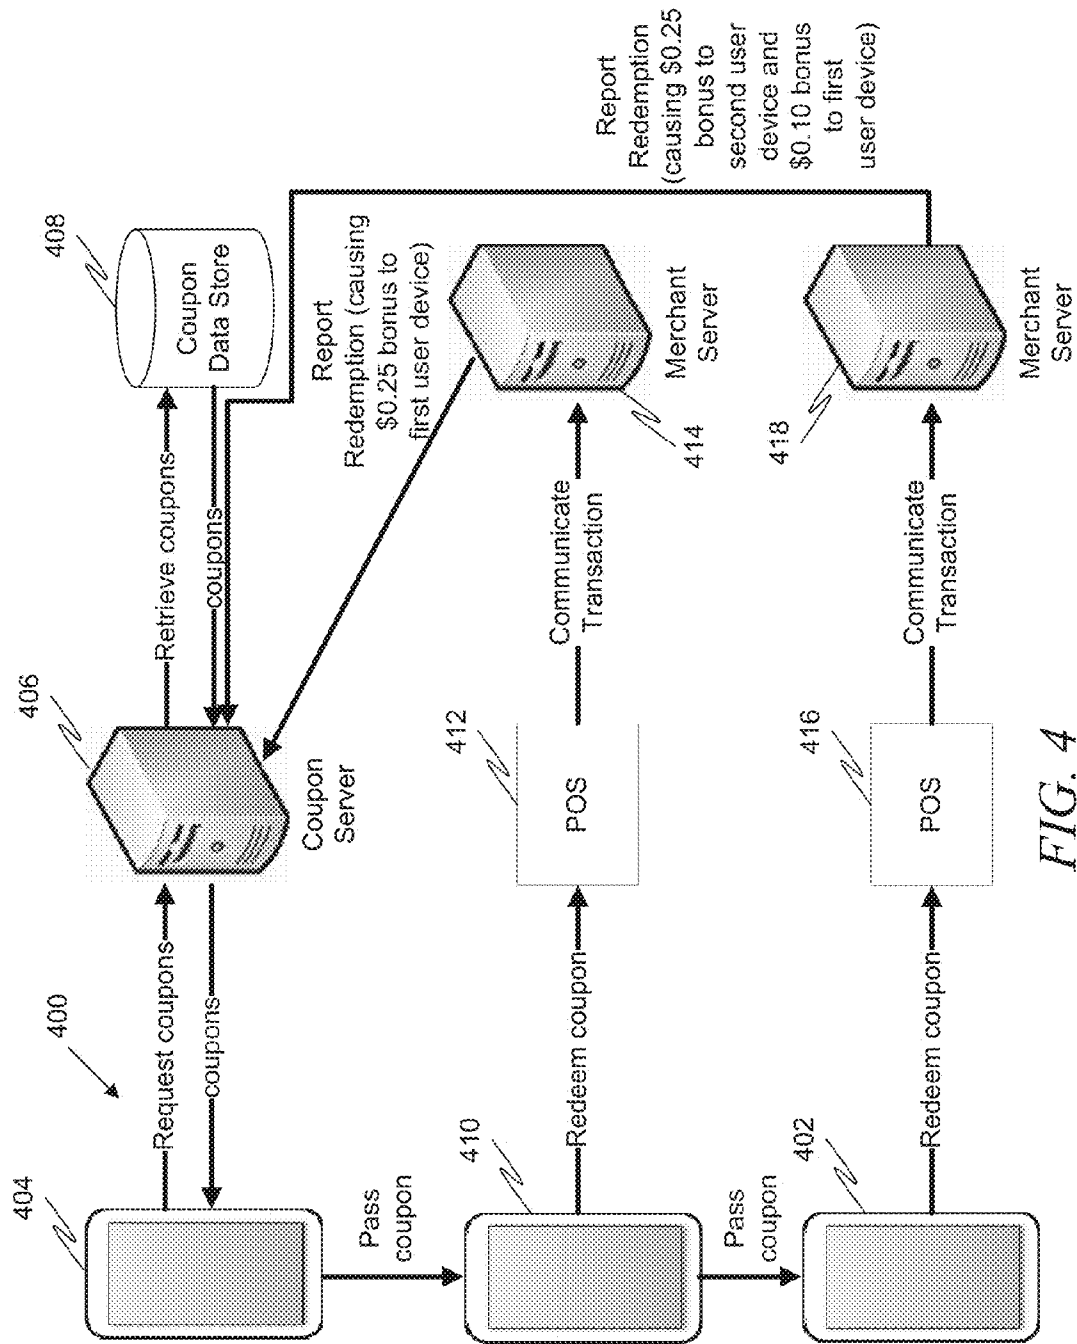 400
404
Request coupons
coupons
406
Coupon
Server
Retrieve coupons
coupons
408
Coupon
Data Store
Pass
coupon
410
Redeem coupon
412
POS
Communicate
Transaction
414
Merchant
Server
Report
Redemption (causing
$0.25 bonus to
first user device)
Pass
coupon
402
Redeem coupon
416
POS
Communicate
Transaction
418
Merchant
Server
Report
Redemption
(causing $0.25
bonus to
second user
device and
$0.10 bonus
to first
user device)
FIG. 4